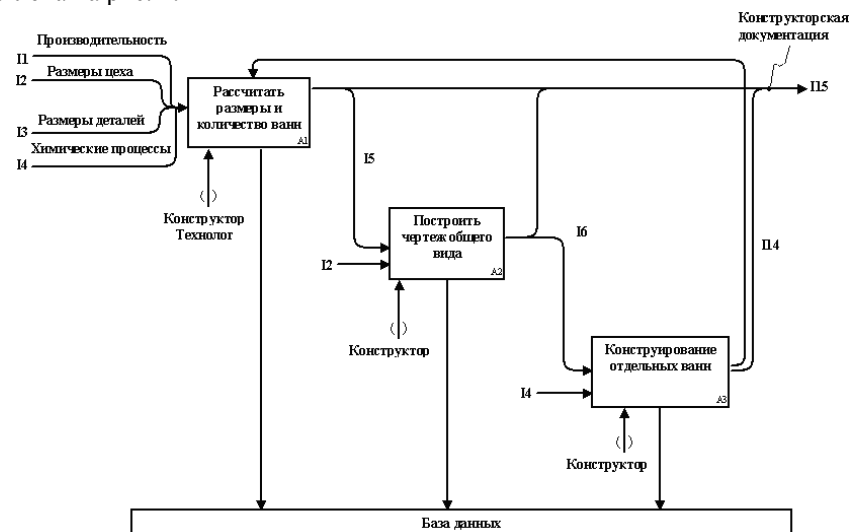 Конструкторская
документация
Производительность
I1
I2
Размеры цеха
I15
Рассчитать
размеры и
количество ванн
A1
Размеры деталей
I3
Химические процессы
I4
I5
( )
Конструктор
Технолог
Построить
чертеж общего
вида
A2
I6
I14
I2
( )
Конструктор
Конструирование
отдельных ванн
A3
I4
( )
Конструктор
База данных